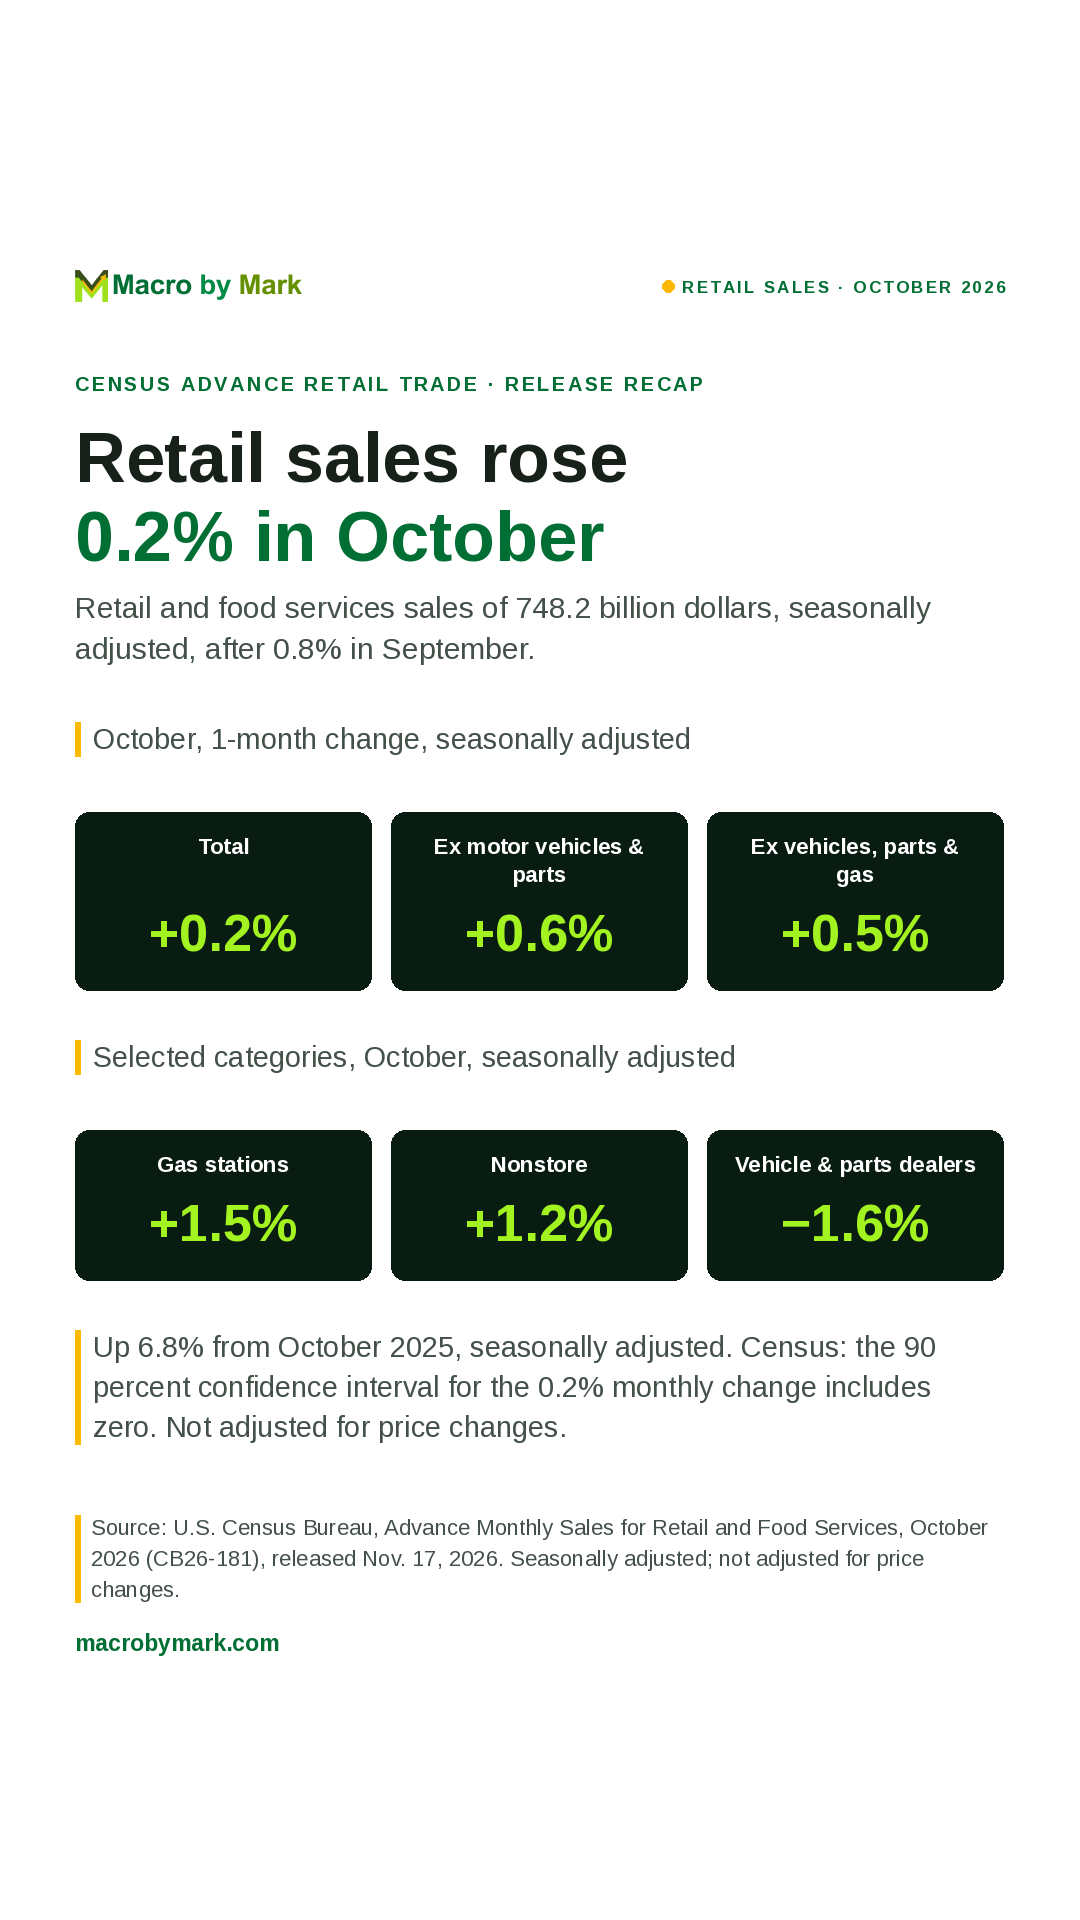 Macro by Mark
RETAIL SALES · OCTOBER 2026
CENSUS ADVANCE RETAIL TRADE · RELEASE RECAP
Retail sales rose
0.2% in October
Retail and food services sales of 748.2 billion dollars, seasonally
adjusted, after 0.8% in September.
October, 1-month change, seasonally adjusted
Total
+0.2%
Ex motor vehicles &
parts
+0.6%
Ex vehicles, parts &
gas
+0.5%
Selected categories, October, seasonally adjusted
Gas stations
+1.5%
Nonstore
+1.2%
Vehicle & parts dealers
−1.6%
Up 6.8% from October 2025, seasonally adjusted. Census: the 90
percent confidence interval for the 0.2% monthly change includes
zero. Not adjusted for price changes.
Source: U.S. Census Bureau, Advance Monthly Sales for Retail and Food Services, October
2026 (CB26-181), released Nov. 17, 2026. Seasonally adjusted; not adjusted for price
changes.
macrobymark.com